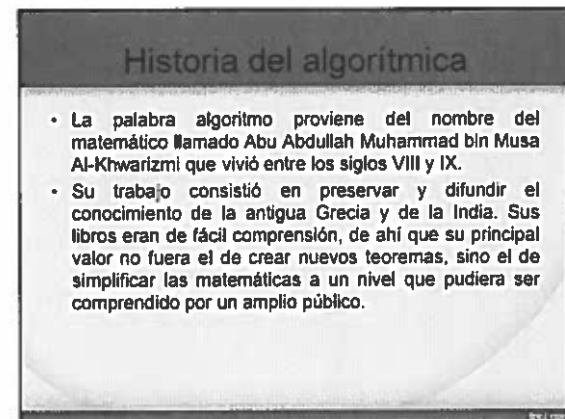 Historia del algorítmica
• La palabra algoritmo proviene del nombre del
matemático llamado Abu Abdullah Muhammad bin Musa
Al-Khwarizmi que vivió entre los siglos VIII y IX.
• Su trabajo consistió en preservar y difundir el
conocimiento de la antigua Grecia y de la India. Sus
libros eran de fácil comprensión, de ahí que su principal
valor no fuera el de crear nuevos teoremas, sino el de
simplificar las matemáticas a un nivel que pudiera ser
comprendido por un amplio público.